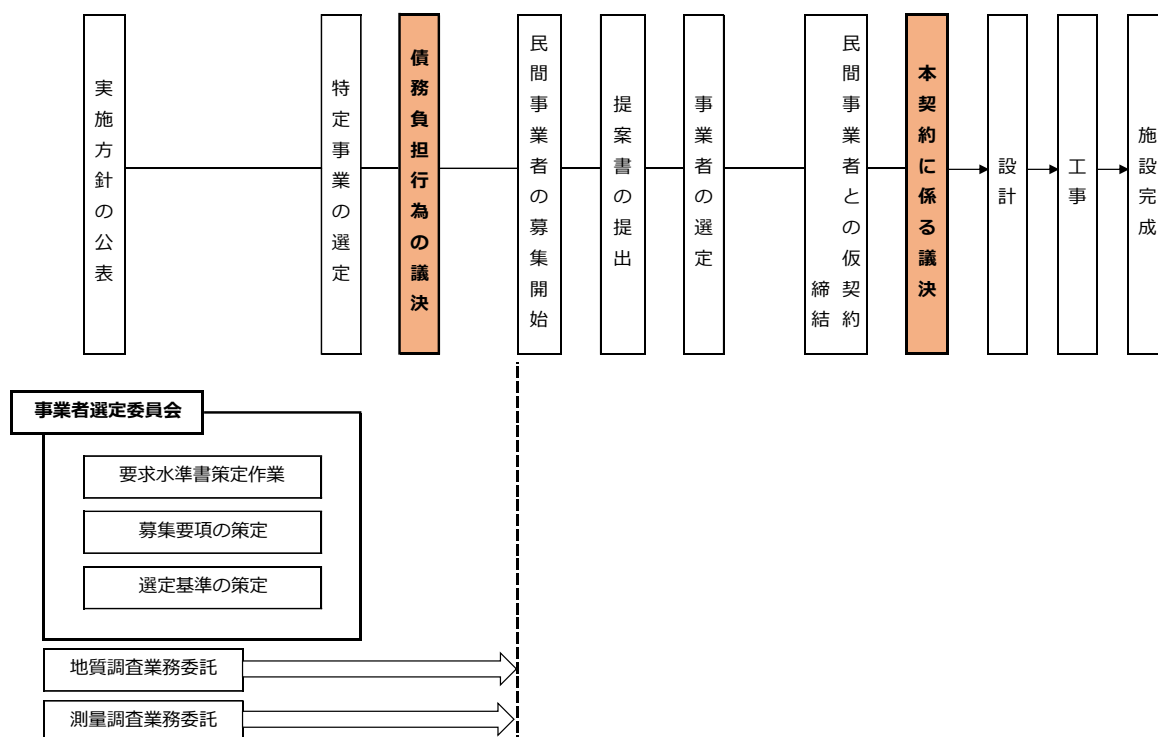 実施方針の公表
特定事業の選定
債務負担行為の議決
民間事業者の募集開始
提案書の提出
事業者の選定
民間事業者との仮契約
締結
本契約に係る議決
設計
工事
施設完成
事業者選定委員会
要求水準書策定作業
募集要項の策定
選定基準の策定
地質調査業務委託
測量調査業務委託